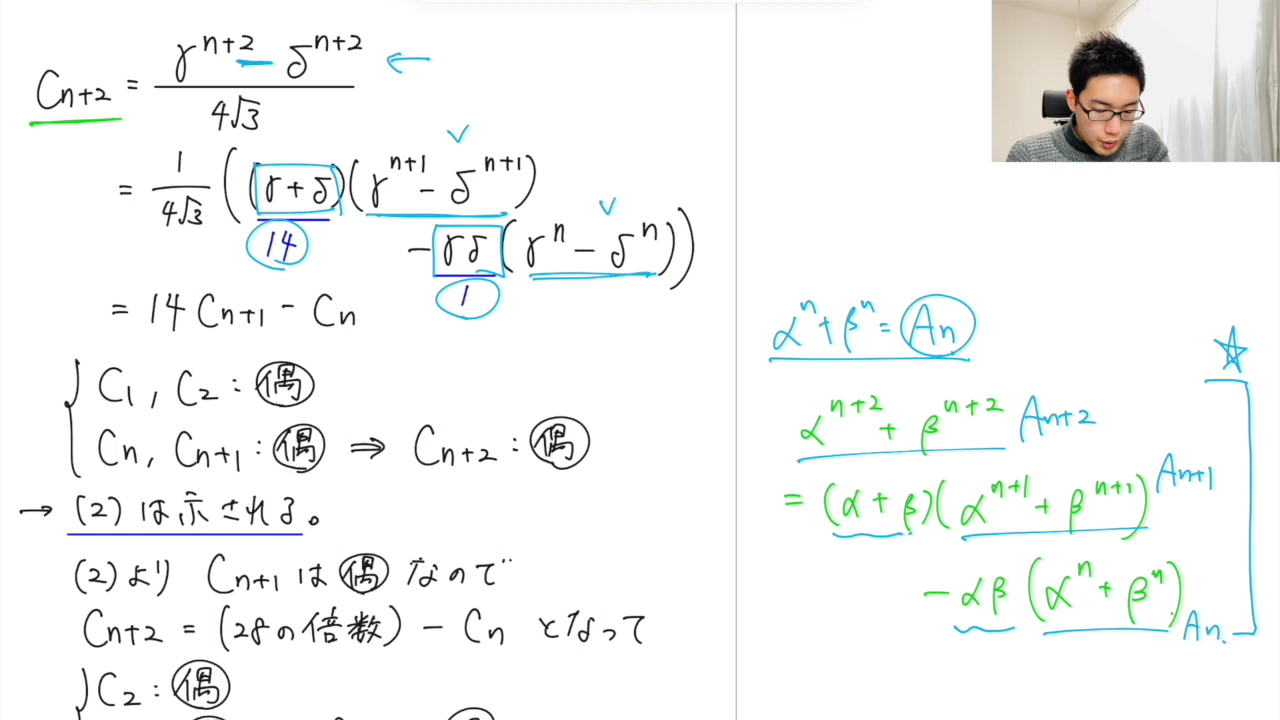 Cn+2 = (γ^(n+2) − δ^(n+2)) / 4√3 ←
= 1/4√3 ((γ+δ)(γ^(n+1) − δ^(n+1))
14
− γδ(γ^n − δ^n))
1
= 14 Cn+1 − Cn
C1, C2 : 偶
Cn, Cn+1 : 偶 ⇒ Cn+2 : 偶
→ (2) は示される。
(2)より Cn+1 は 偶 なので
Cn+2 = (28の倍数) − Cn となって
C2 : 偶
α^n + β^n = An
☆
α^(n+2) + β^(n+2) An+2
= (α+β)(α^(n+1) + β^(n+1)) An+1
− αβ (α^n + β^n) An